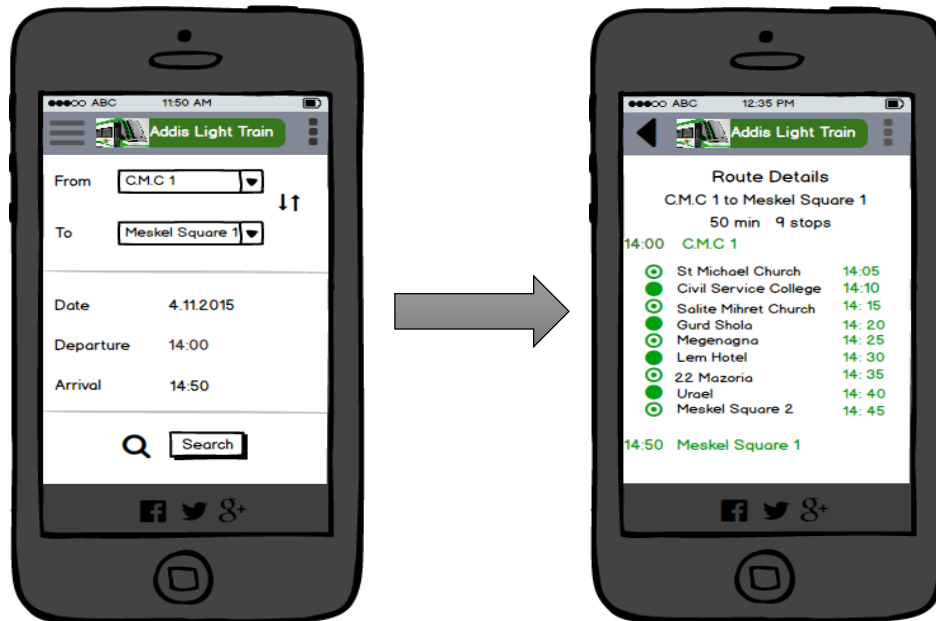 ABC 11:50 AM
Addis Light Train
From C.M.C 1
To Meskel Square 1
Date 4.11.2015
Departure 14:00
Arrival 14:50
Search
g+
ABC 12:35 PM
Addis Light Train
Route Details
C.M.C 1 to Meskel Square 1
50 min 9 stops
14:00 C.M.C 1
St Michael Church 14:05
Civil Service College 14:10
Salite Mihret Church 14: 15
Gurd Shola 14: 20
Megenagna 14: 25
Lem Hotel 14: 30
22 Mazoria 14: 35
Urael 14: 40
Meskel Square 2 14: 45
14:50 Meskel Square 1
g+